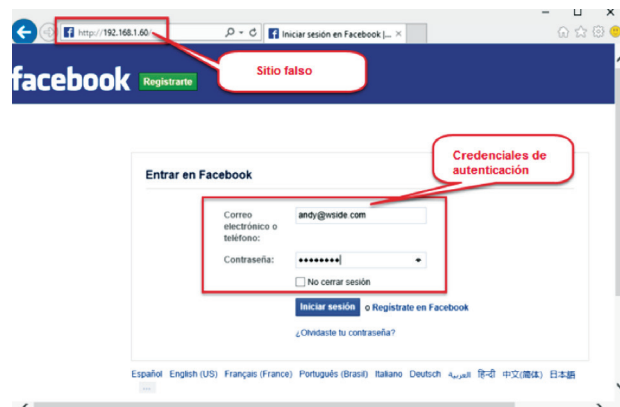 http://192.168.1.60/
Iniciar sesión en Facebook |...
facebook
Registrarte
Sitio falso
Credenciales de
autenticación
Entrar en Facebook
Correo
electrónico o
teléfono:
andy@wside.com
Contraseña:
No cerrar sesión
Iniciar sesión o Regístrate en Facebook
¿Olvidaste tu contraseña?
Español English (US) Français (France) Português (Brasil) Italiano Deutsch العربية हिन्दी 中文(简体) 日本語
...